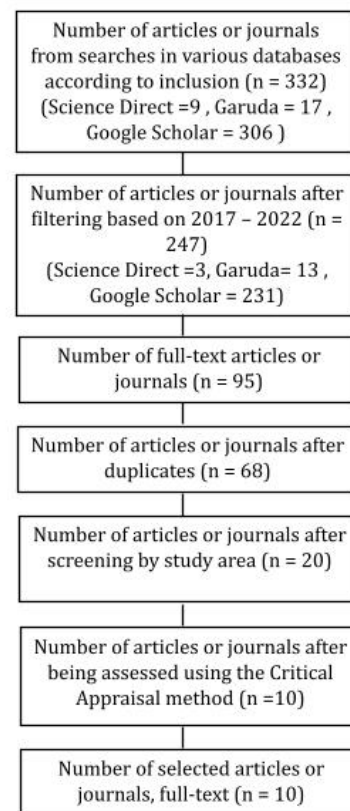 Number of articles or journals
from searches in various databases
according to inclusion (n = 332)
(Science Direct =9 , Garuda = 17 ,
Google Scholar = 306 )
Number of articles or journals after
filtering based on 2017 – 2022 (n =
247)
(Science Direct =3, Garuda= 13 ,
Google Scholar = 231)
Number of full-text articles or
journals (n = 95)
Number of articles or journals after
duplicates (n = 68)
Number of articles or journals after
screening by study area (n = 20)
Number of articles or journals after
being assessed using the Critical
Appraisal method (n =10)
Number of selected articles or
journals, full-text (n = 10)